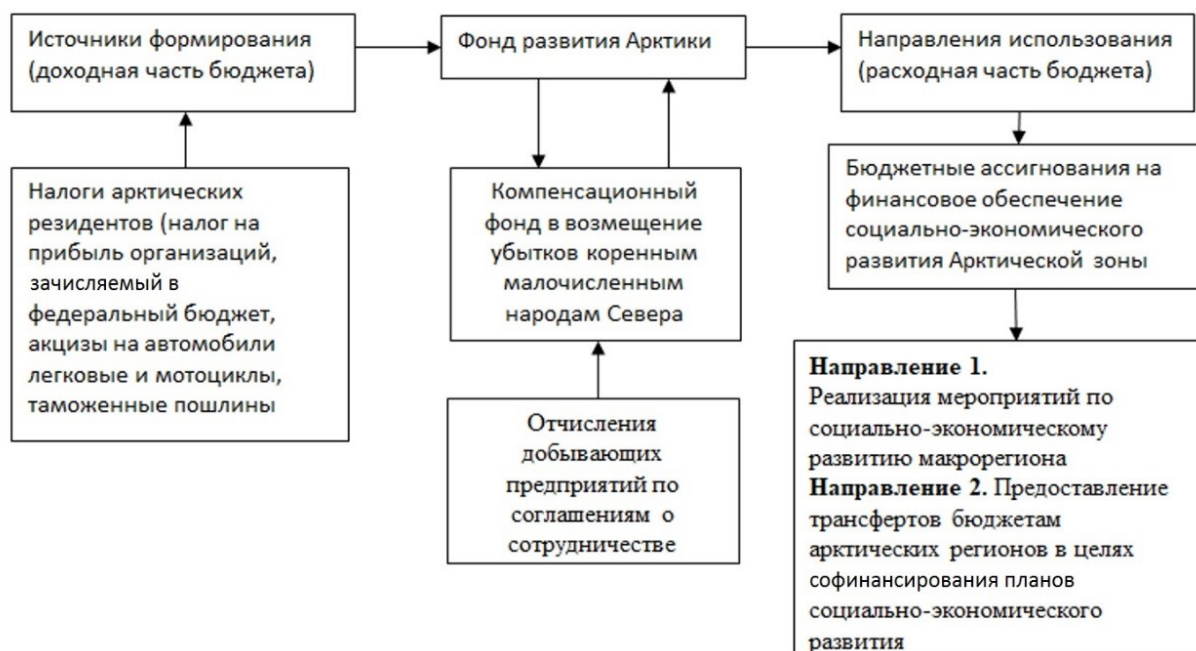 Источники формирования
(доходная часть бюджета)
Фонд развития Арктики
Направления использования
(расходная часть бюджета)
Налоги арктических
резидентов (налог на
прибыль организаций,
зачисляемый в
федеральный бюджет,
акцизы на автомобили
легковые и мотоциклы,
таможенные пошлины
Компенсационный
фонд в возмещение
убытков коренным
малочисленным
народам Севера
Отчисления
добывающих
предприятий по
соглашениям о
сотрудничестве
Бюджетные ассигнования на
финансовое обеспечение
социально-экономического
развития Арктической зоны
Направление 1.
Реализация мероприятий по
социально-экономическому
развитию макрорегиона
Направление 2. Предоставление
трансфертов бюджетам
арктических регионов в целях
софинансирования планов
социально-экономического
развития